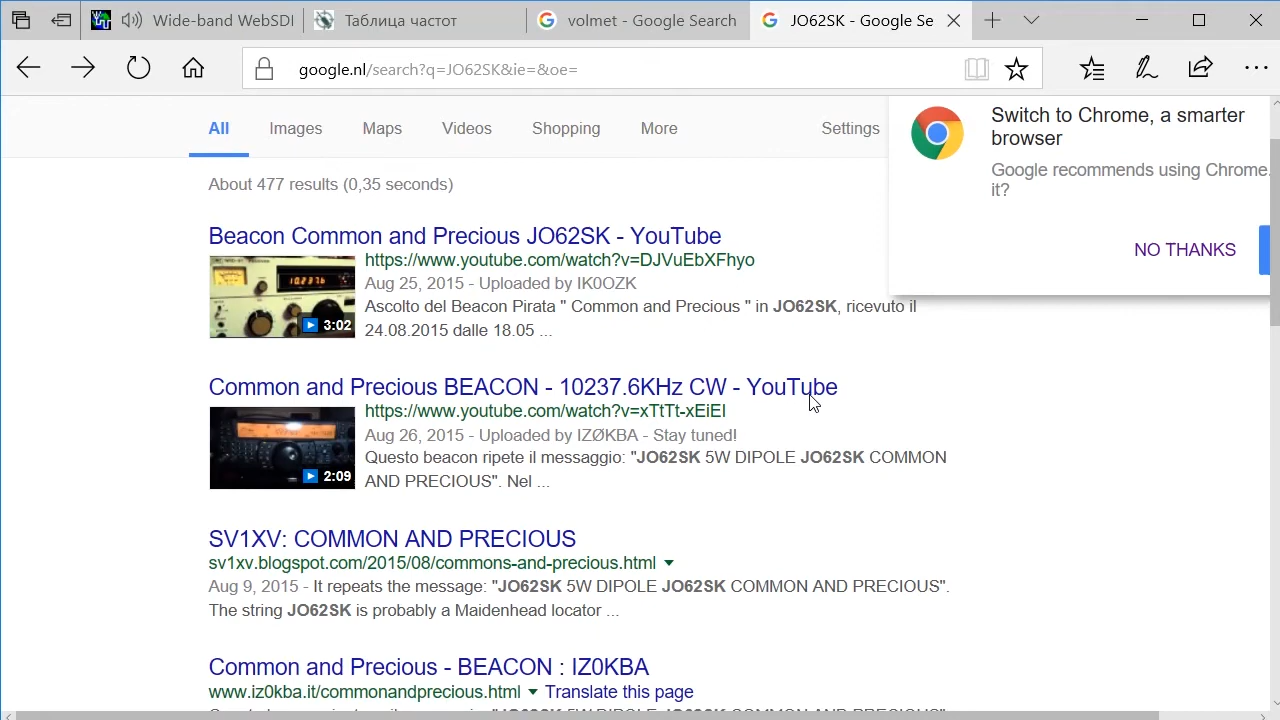 Wide-band WebSDI
Таблица частот
volmet - Google Search
JO62SK - Google Se
google.nl/search?q=JO62SK&ie=&oe=
All Images Maps Videos Shopping More Settings
Switch to Chrome, a smarter
browser
Google recommends using Chrome.
it?
NO THANKS
About 477 results (0,35 seconds)
Beacon Common and Precious JO62SK - YouTube
https://www.youtube.com/watch?v=DJVuEbXFhyo
Aug 25, 2015 - Uploaded by IK0OZK
Ascolto del Beacon Pirata " Common and Precious " in JO62SK, ricevuto il
24.08.2015 dalle 18.05 ...
3:02
Common and Precious BEACON - 10237.6KHz CW - YouTube
https://www.youtube.com/watch?v=xTtTt-xEiEI
Aug 26, 2015 - Uploaded by IZØKBA - Stay tuned!
Questo beacon ripete il messaggio: "JO62SK 5W DIPOLE JO62SK COMMON
AND PRECIOUS". Nel ...
2:09
SV1XV: COMMON AND PRECIOUS
sv1xv.blogspot.com/2015/08/commons-and-precious.html
Aug 9, 2015 - It repeats the message: "JO62SK 5W DIPOLE JO62SK COMMON AND PRECIOUS".
The string JO62SK is probably a Maidenhead locator ...
Common and Precious - BEACON : IZ0KBA
www.iz0kba.it/commonandprecious.html Translate this page